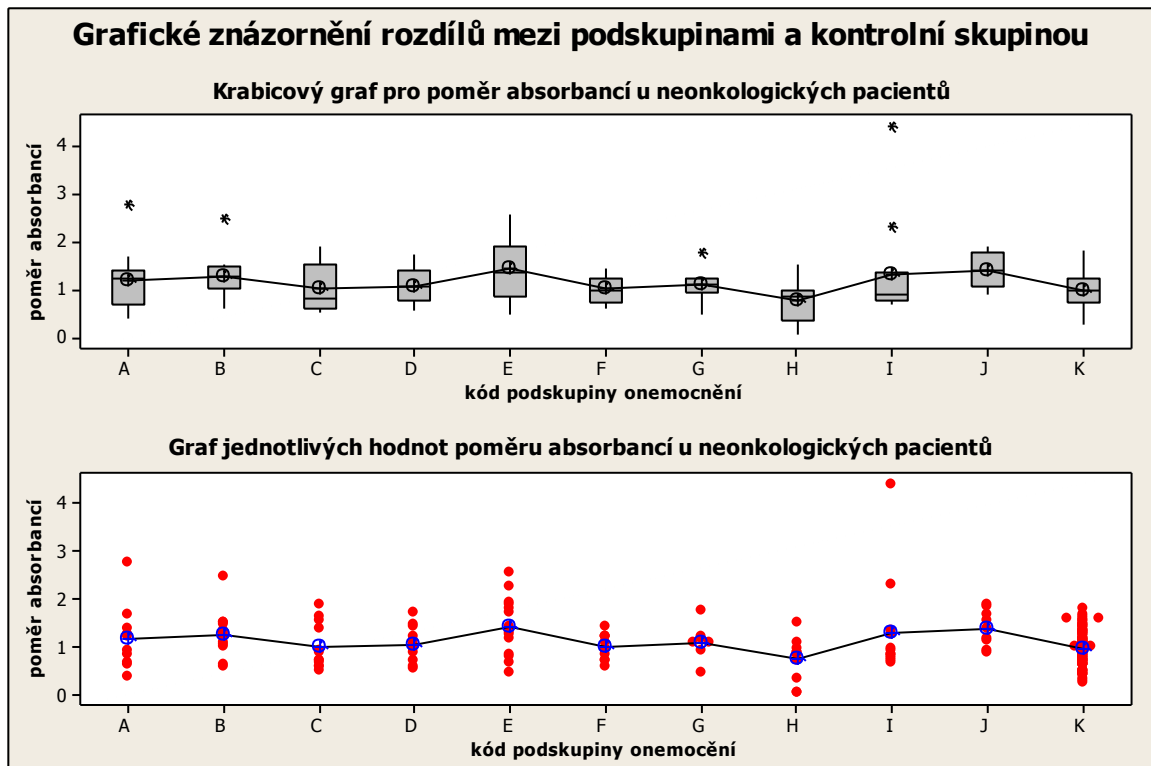 Grafické znázornění rozdílů mezi podskupinami a kontrolní skupinou
Krabicový graf pro poměr absorbancí u neonkologických pacientů
poměr absorbancí
4
3
2
1
0
A B C D E F G H I J K
kód podskupiny onemocnění
Graf jednotlivých hodnot poměru absorbancí u neonkologických pacientů
poměr absorbancí
4
3
2
1
0
A B C D E F G H I J K
kód podskupiny onemocění